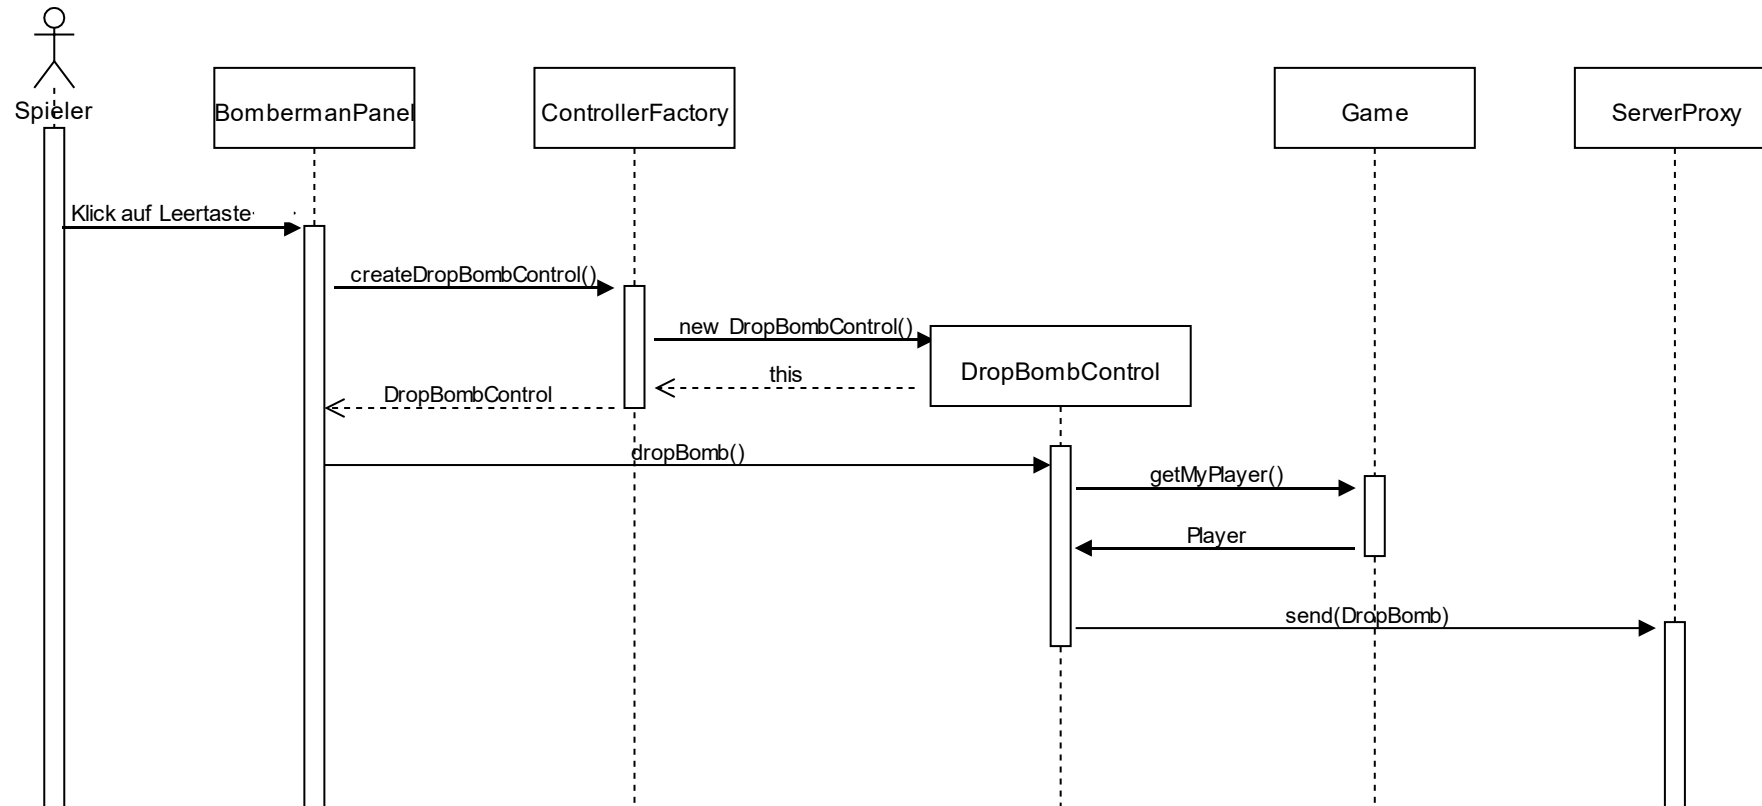 Spieler
BombermanPanel
ControllerFactory
Game
ServerProxy
Klick auf Leertaste
createDropBombControl()
new DropBombControl()
DropBombControl
this
DropBombControl
dropBomb()
getMyPlayer()
Player
send(DropBomb)